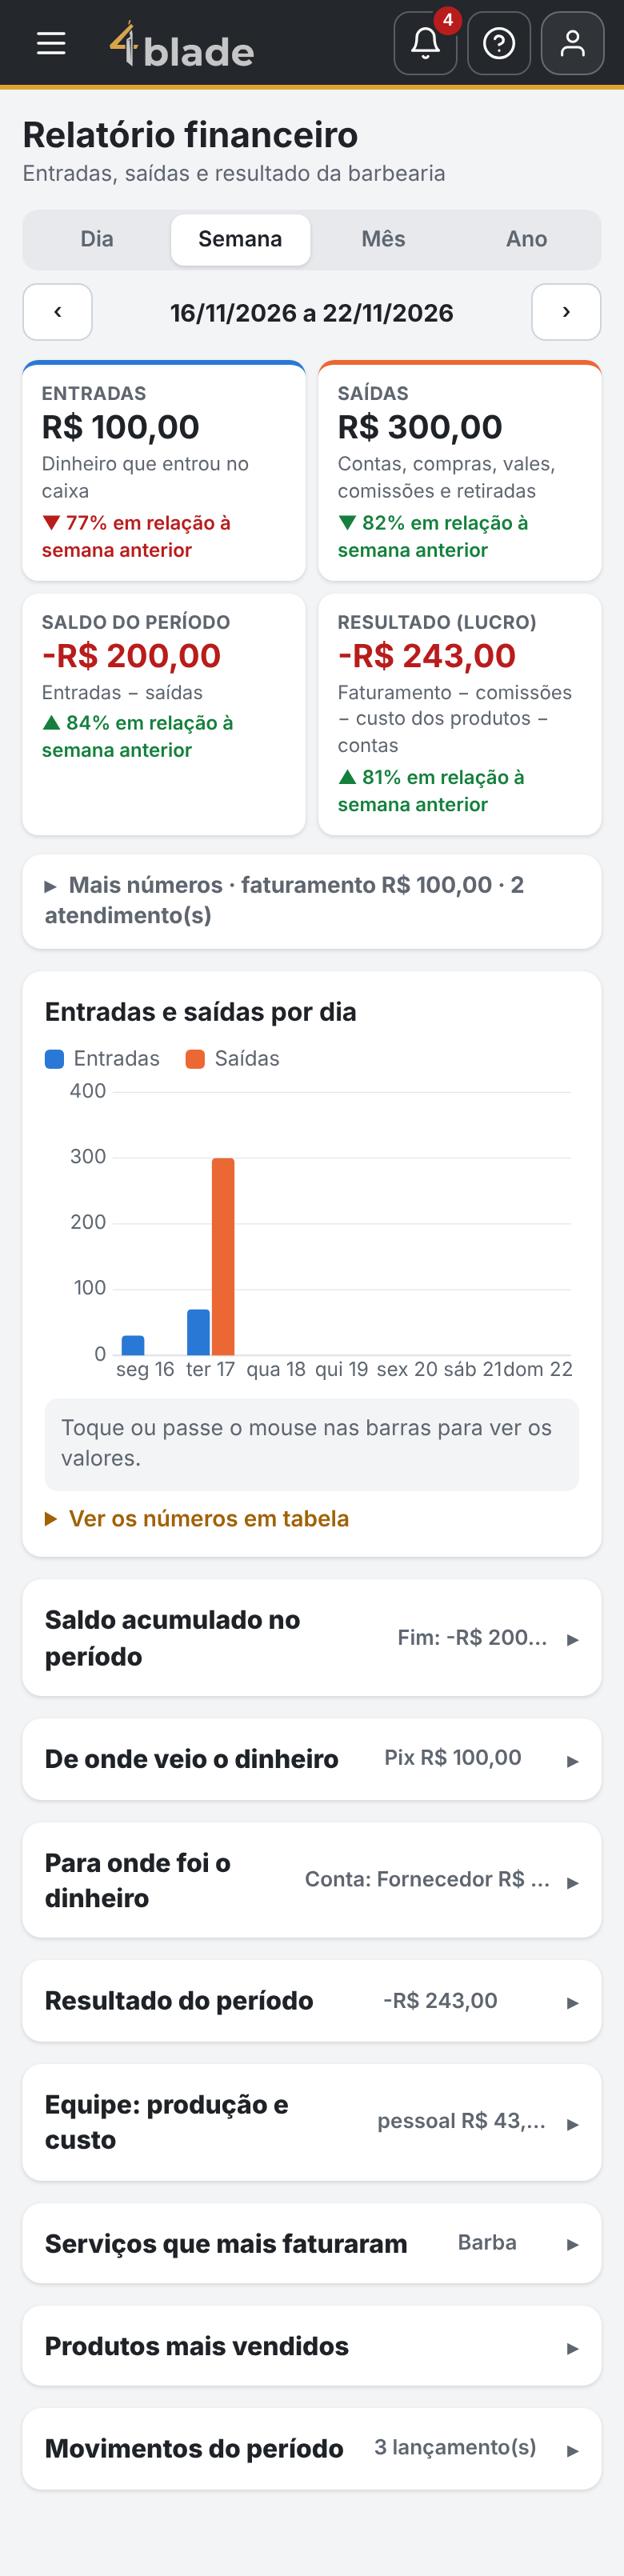 4blade
4
Relatório financeiro
Entradas, saídas e resultado da barbearia
Dia
Semana
Mês
Ano
‹
16/11/2026 a 22/11/2026
›
ENTRADAS
R$ 100,00
Dinheiro que entrou no
caixa
▼ 77% em relação à
semana anterior
SAÍDAS
R$ 300,00
Contas, compras, vales,
comissões e retiradas
▼ 82% em relação à
semana anterior
SALDO DO PERÍODO
-R$ 200,00
Entradas − saídas
▲ 84% em relação à
semana anterior
RESULTADO (LUCRO)
-R$ 243,00
Faturamento − comissões
− custo dos produtos −
contas
▲ 81% em relação à
semana anterior
▸ Mais números · faturamento R$ 100,00 · 2
atendimento(s)
Entradas e saídas por dia
Entradas
Saídas
400
300
200
100
0
seg 16 ter 17 qua 18 qui 19 sex 20 sáb 21 dom 22
Toque ou passe o mouse nas barras para ver os
valores.
▸ Ver os números em tabela
Saldo acumulado no
período
Fim: -R$ 200... ▸
De onde veio o dinheiro
Pix R$ 100,00 ▸
Para onde foi o
dinheiro
Conta: Fornecedor R$ ... ▸
Resultado do período
-R$ 243,00 ▸
Equipe: produção e
custo
pessoal R$ 43,... ▸
Serviços que mais faturaram
Barba ▸
Produtos mais vendidos ▸
Movimentos do período
3 lançamento(s) ▸